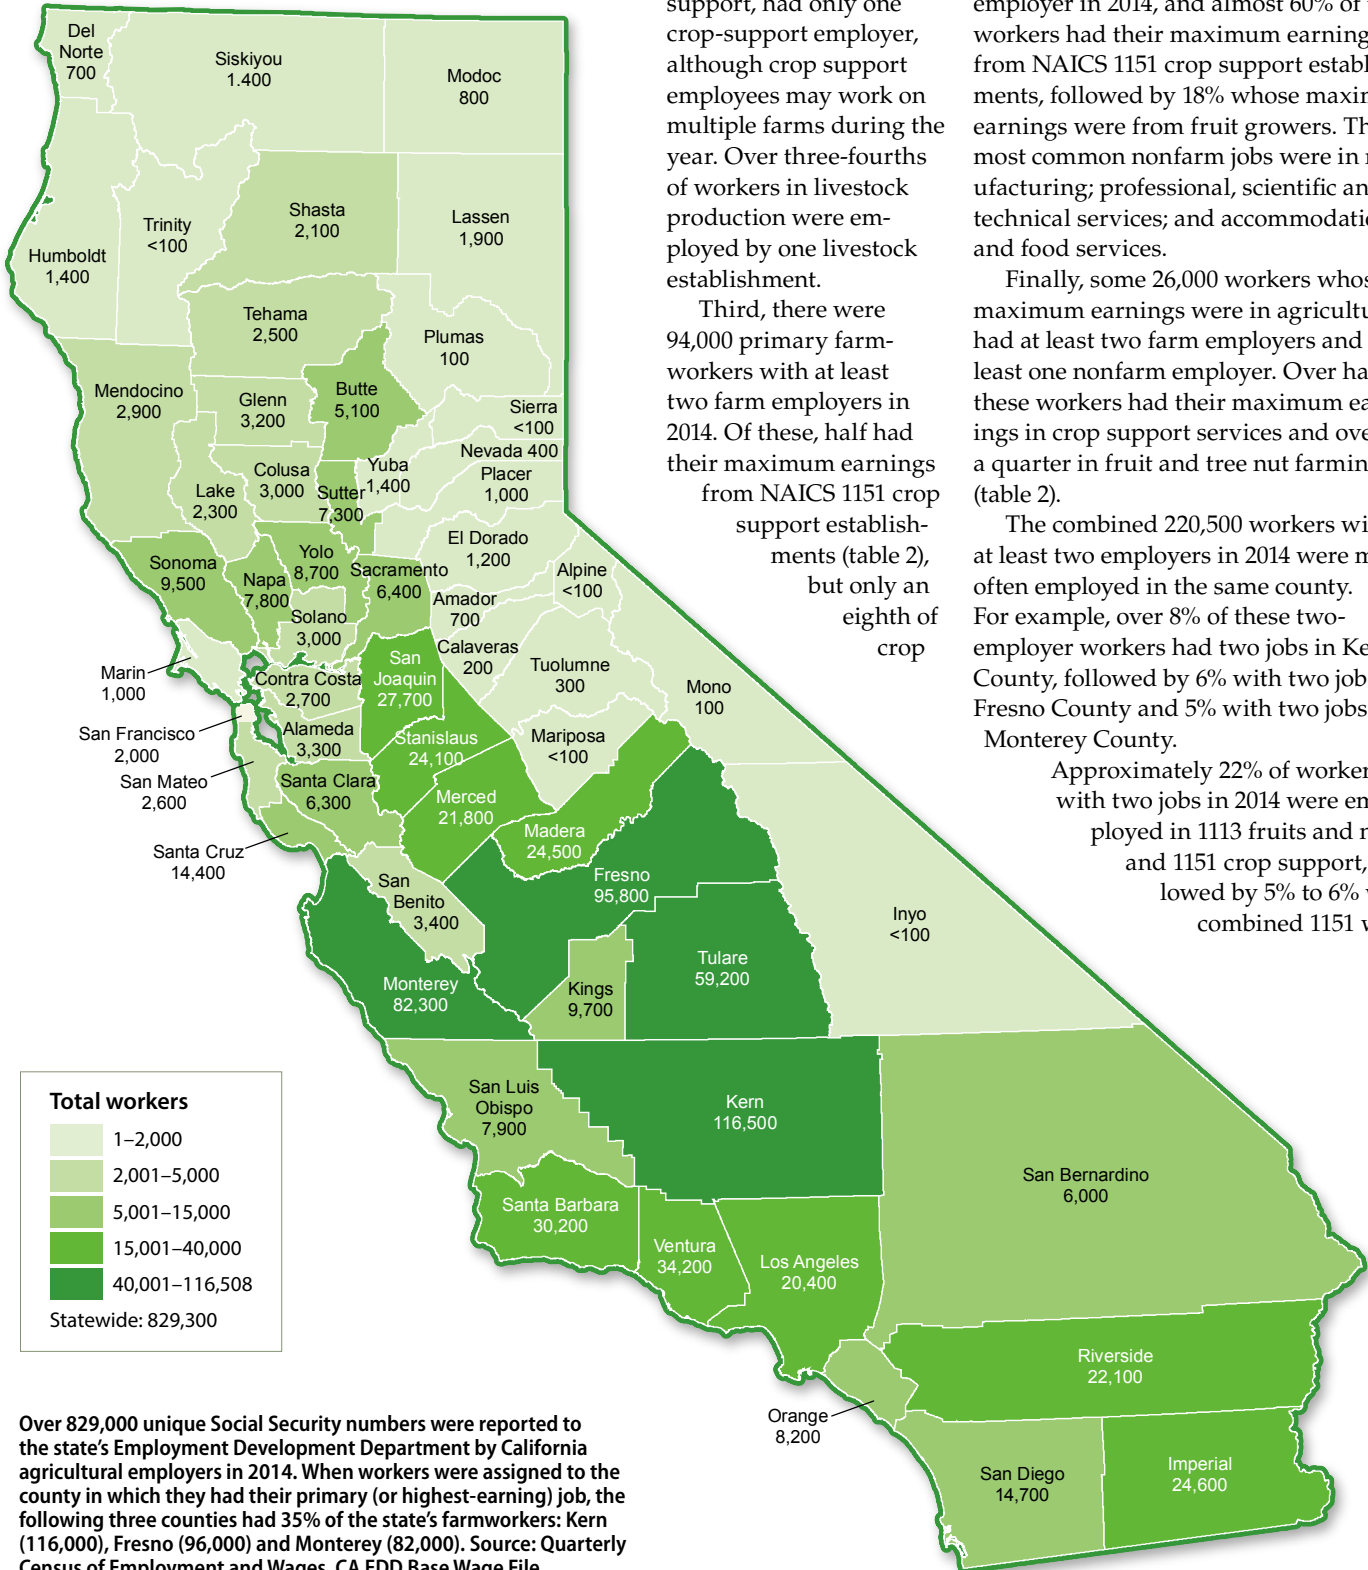 support, had only one
crop-support employer,
although crop support
employees may work on
multiple farms during the
year. Over three-fourths
of workers in livestock
production were em-
ployed by one livestock
establishment.
Third, there were
94,000 primary farm-
workers with at least
two farm employers in
2014. Of these, half had
their maximum earnings
from NAICS 1151 crop
support establish-
ments (table 2),
but only an
eighth of
crop
employer in 2014, and almost 60% of
workers had their maximum earning
from NAICS 1151 crop support establ
ments, followed by 18% whose maxim
earnings were from fruit growers. Th
most common nonfarm jobs were in
ufacturing; professional, scientific an
technical services; and accommodatio
and food services.
Finally, some 26,000 workers whos
maximum earnings were in agricultu
had at least two farm employers and
least one nonfarm employer. Over ha
these workers had their maximum ea
ings in crop support services and ove
a quarter in fruit and tree nut farmin
(table 2).
The combined 220,500 workers wi
at least two employers in 2014 were m
often employed in the same county.
For example, over 8% of these two-
employer workers had two jobs in Ke
County, followed by 6% with two job
Fresno County and 5% with two jobs
Monterey County.
Approximately 22% of worker
with two jobs in 2014 were em
ployed in 1113 fruits and n
and 1151 crop support,
lowed by 5% to 6% w
combined 1151 w
Del
Norte
700
Siskiyou
1.400
Modoc
800
Humboldt
1,400
Trinity
<100
Shasta
2,100
Lassen
1,900
Tehama
2,500
Plumas
100
Mendocino
2,900
Glenn
3,200
Butte
5,100
Sierra
<100
Nevada 400
Placer
1,000
Lake
2,300
Colusa
3,000
Sutter
7,300
Yuba
1,400
El Dorado
1,200
Alpine
<100
Sonoma
9,500
Napa
7,800
Yolo
8,700
Solano
3,000
Sacramento
6,400
Amador
700
Calaveras
200
Tuolumne
300
Mono
100
Marin
1,000
Contra Costa
2,700
San
Joaquin
27,700
San Francisco
2,000
Alameda
3,300
Stanislaus
24,100
Mariposa
<100
San Mateo
2,600
Santa Clara
6,300
Merced
21,800
Madera
24,500
Santa Cruz
14,400
San
Benito
3,400
Fresno
95,800
Inyo
<100
Monterey
82,300
Kings
9,700
Tulare
59,200
San Luis
Obispo
7,900
Kern
116,500
San Bernardino
6,000
Santa Barbara
30,200
Ventura
34,200
Los Angeles
20,400
Orange
8,200
Riverside
22,100
San Diego
14,700
Imperial
24,600
Total workers
1–2,000
2,001–5,000
5,001–15,000
15,001–40,000
40,001–116,508
Statewide: 829,300
Over 829,000 unique Social Security numbers were reported to
the state's Employment Development Department by California
agricultural employers in 2014. When workers were assigned to the
county in which they had their primary (or highest-earning) job, the
following three counties had 35% of the state's farmworkers: Kern
(116,000), Fresno (96,000) and Monterey (82,000). Source: Quarterly
Census of Employment and Wages, CA EDD Base Wage File.